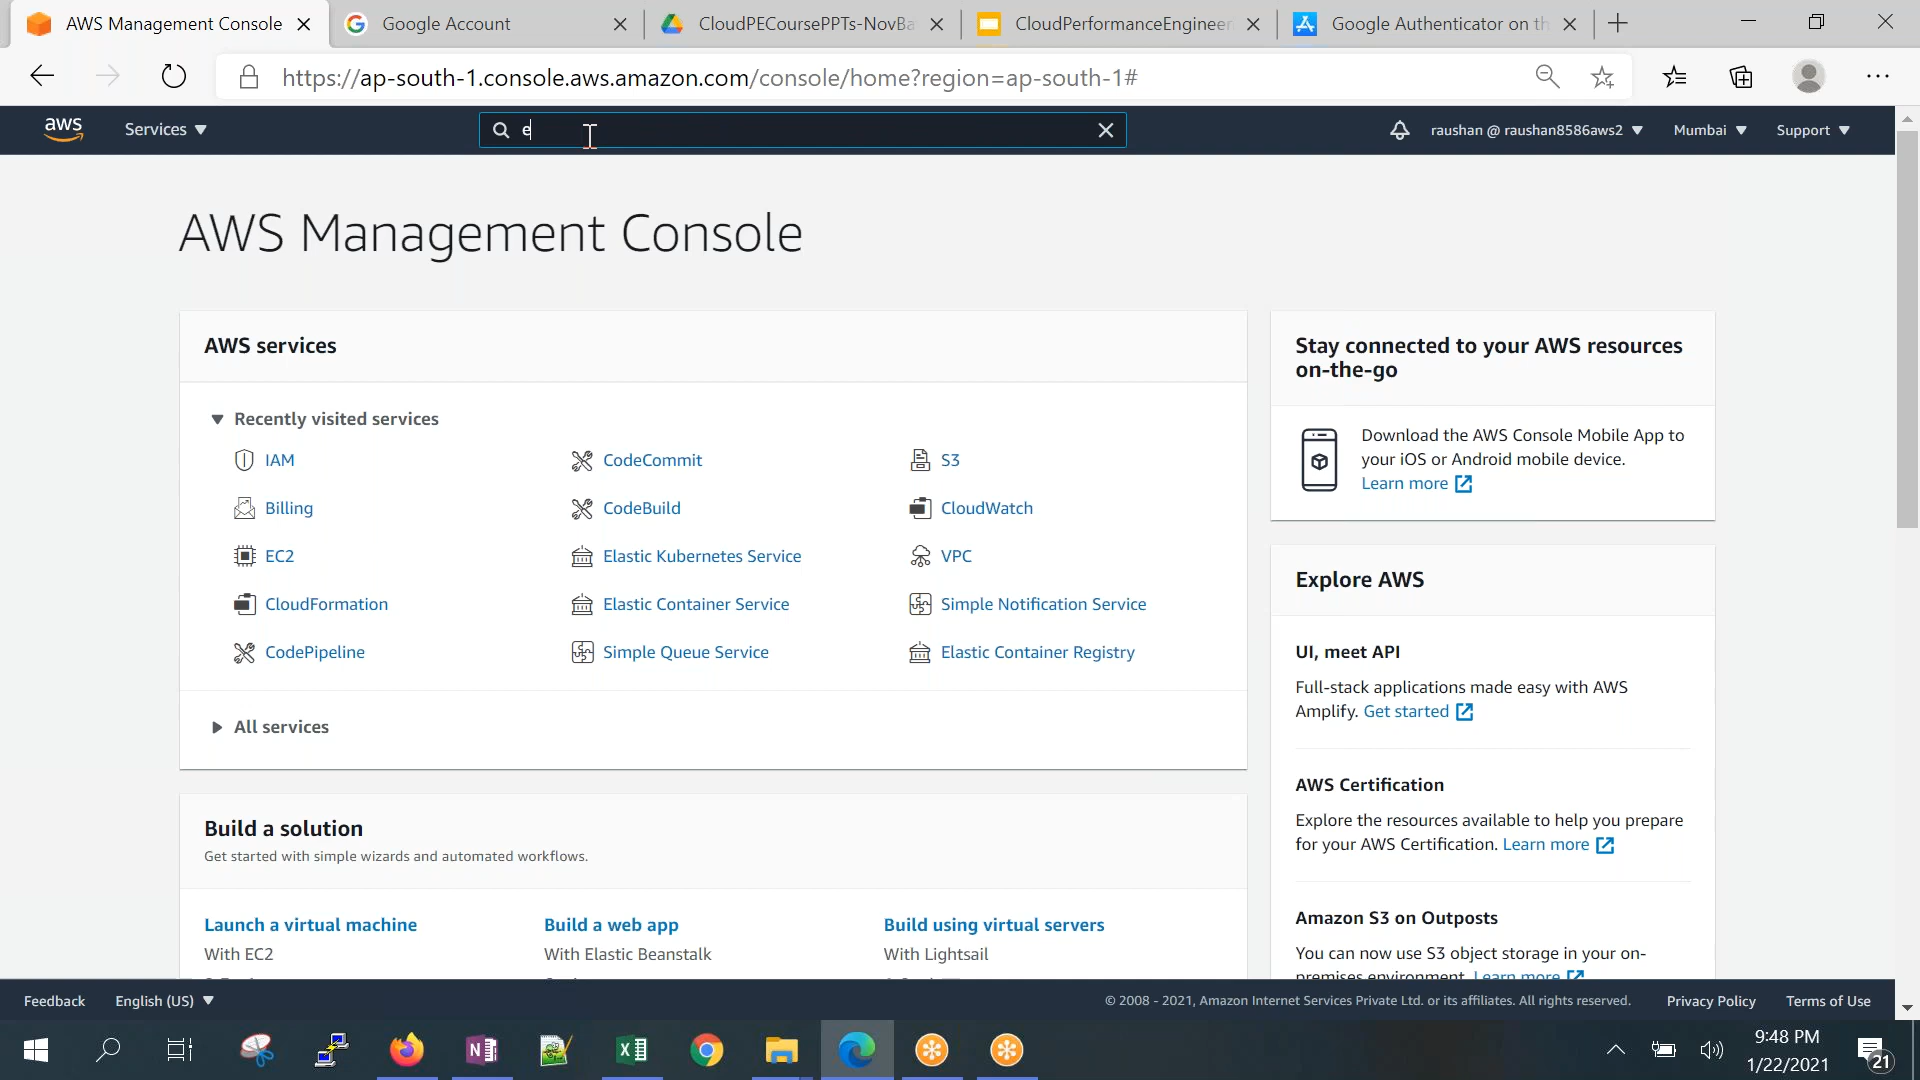 AWS Management Console
Google Account
CloudPECoursePPTs-NovBa
CloudPerformanceEngineer
Google Authenticator on th
https://ap-south-1.console.aws.amazon.com/console/home?region=ap-south-1#
aws
Services
e
raushan @ raushan8586aws2
Mumbai
Support
AWS Management Console
AWS services
Recently visited services
IAM
CodeCommit
S3
Billing
CodeBuild
CloudWatch
EC2
Elastic Kubernetes Service
VPC
CloudFormation
Elastic Container Service
Simple Notification Service
CodePipeline
Simple Queue Service
Elastic Container Registry
All services
Build a solution
Get started with simple wizards and automated workflows.
Launch a virtual machine
With EC2
Build a web app
With Elastic Beanstalk
Build using virtual servers
With Lightsail
Stay connected to your AWS resources
on-the-go
Download the AWS Console Mobile App to
your iOS or Android mobile device.
Learn more
Explore AWS
UI, meet API
Full-stack applications made easy with AWS
Amplify. Get started
AWS Certification
Explore the resources available to help you prepare
for your AWS Certification. Learn more
Amazon S3 on Outposts
You can now use S3 object storage in your on-
premises environment. Learn more
Feedback
English (US)
© 2008 - 2021, Amazon Internet Services Private Ltd. or its affiliates. All rights reserved.
Privacy Policy
Terms of Use
9:48 PM
1/22/2021
21